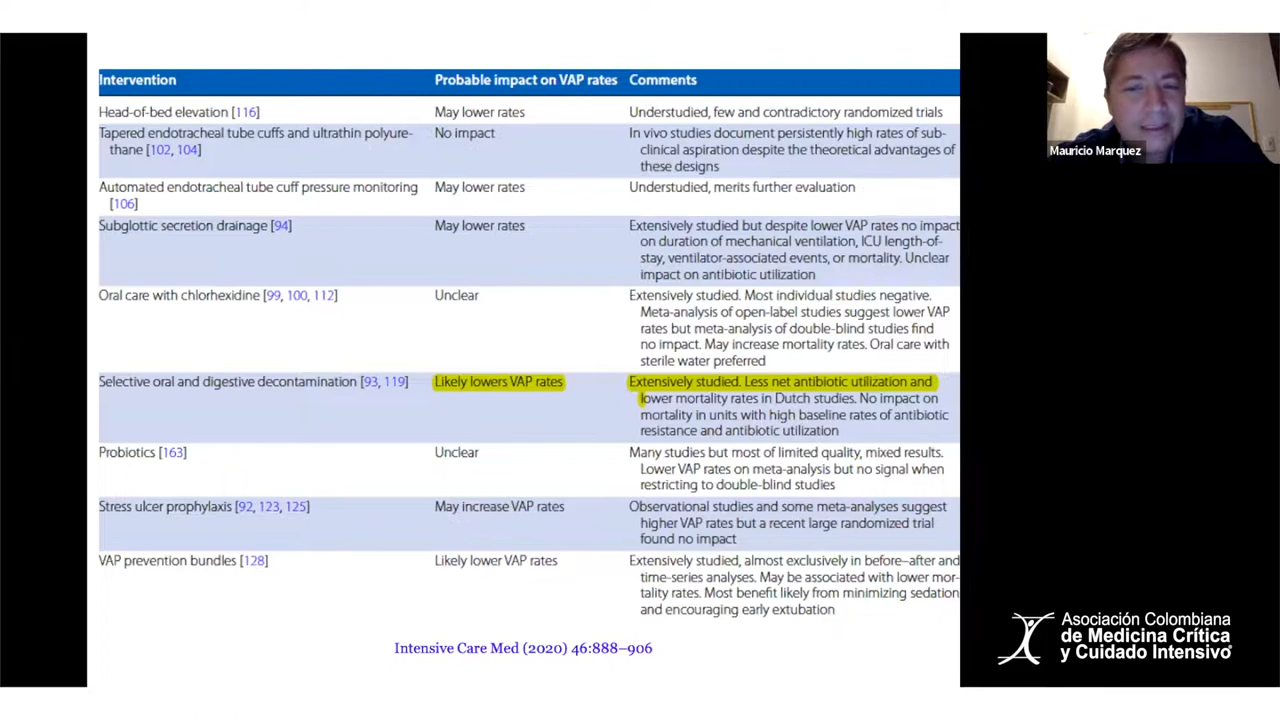 Intervention Probable impact on VAP rates Comments
Head-of-bed elevation [116] May lower rates Understudied, few and contradictory randomized trials
Tapered endotracheal tube cuffs and ultrathin polyure- No impact In vivo studies document persistently high rates of sub-
thane [102, 104] clinical aspiration despite the theoretical advantages of
these designs
Automated endotracheal tube cuff pressure monitoring May lower rates Understudied, merits further evaluation
[106]
Subglottic secretion drainage [94] May lower rates Extensively studied but despite lower VAP rates no impact
on duration of mechanical ventilation, ICU length-of-
stay, ventilator-associated events, or mortality. Unclear
impact on antibiotic utilization
Oral care with chlorhexidine [99, 100, 112] Unclear Extensively studied. Most individual studies negative.
Meta-analysis of open-label studies suggest lower VAP
rates but meta-analysis of double-blind studies find
no impact. May increase mortality rates. Oral care with
sterile water preferred
Selective oral and digestive decontamination [93, 119] Likely lowers VAP rates Extensively studied. Less net antibiotic utilization and
lower mortality rates in Dutch studies. No impact on
mortality in units with high baseline rates of antibiotic
resistance and antibiotic utilization
Probiotics [163] Unclear Many studies but most of limited quality, mixed results.
Lower VAP rates on meta-analysis but no signal when
restricting to double-blind studies
Stress ulcer prophylaxis [92, 123, 125] May increase VAP rates Observational studies and some meta-analyses suggest
higher VAP rates but a recent large randomized trial
found no impact
VAP prevention bundles [128] Likely lower VAP rates Extensively studied, almost exclusively in before–after and
time-series analyses. May be associated with lower mor-
tality rates. Most benefit likely from minimizing sedation
and encouraging early extubation
Intensive Care Med (2020) 46:888–906
Mauricio Marquez
Asociación Colombiana
de Medicina Crítica
y Cuidado Intensivo